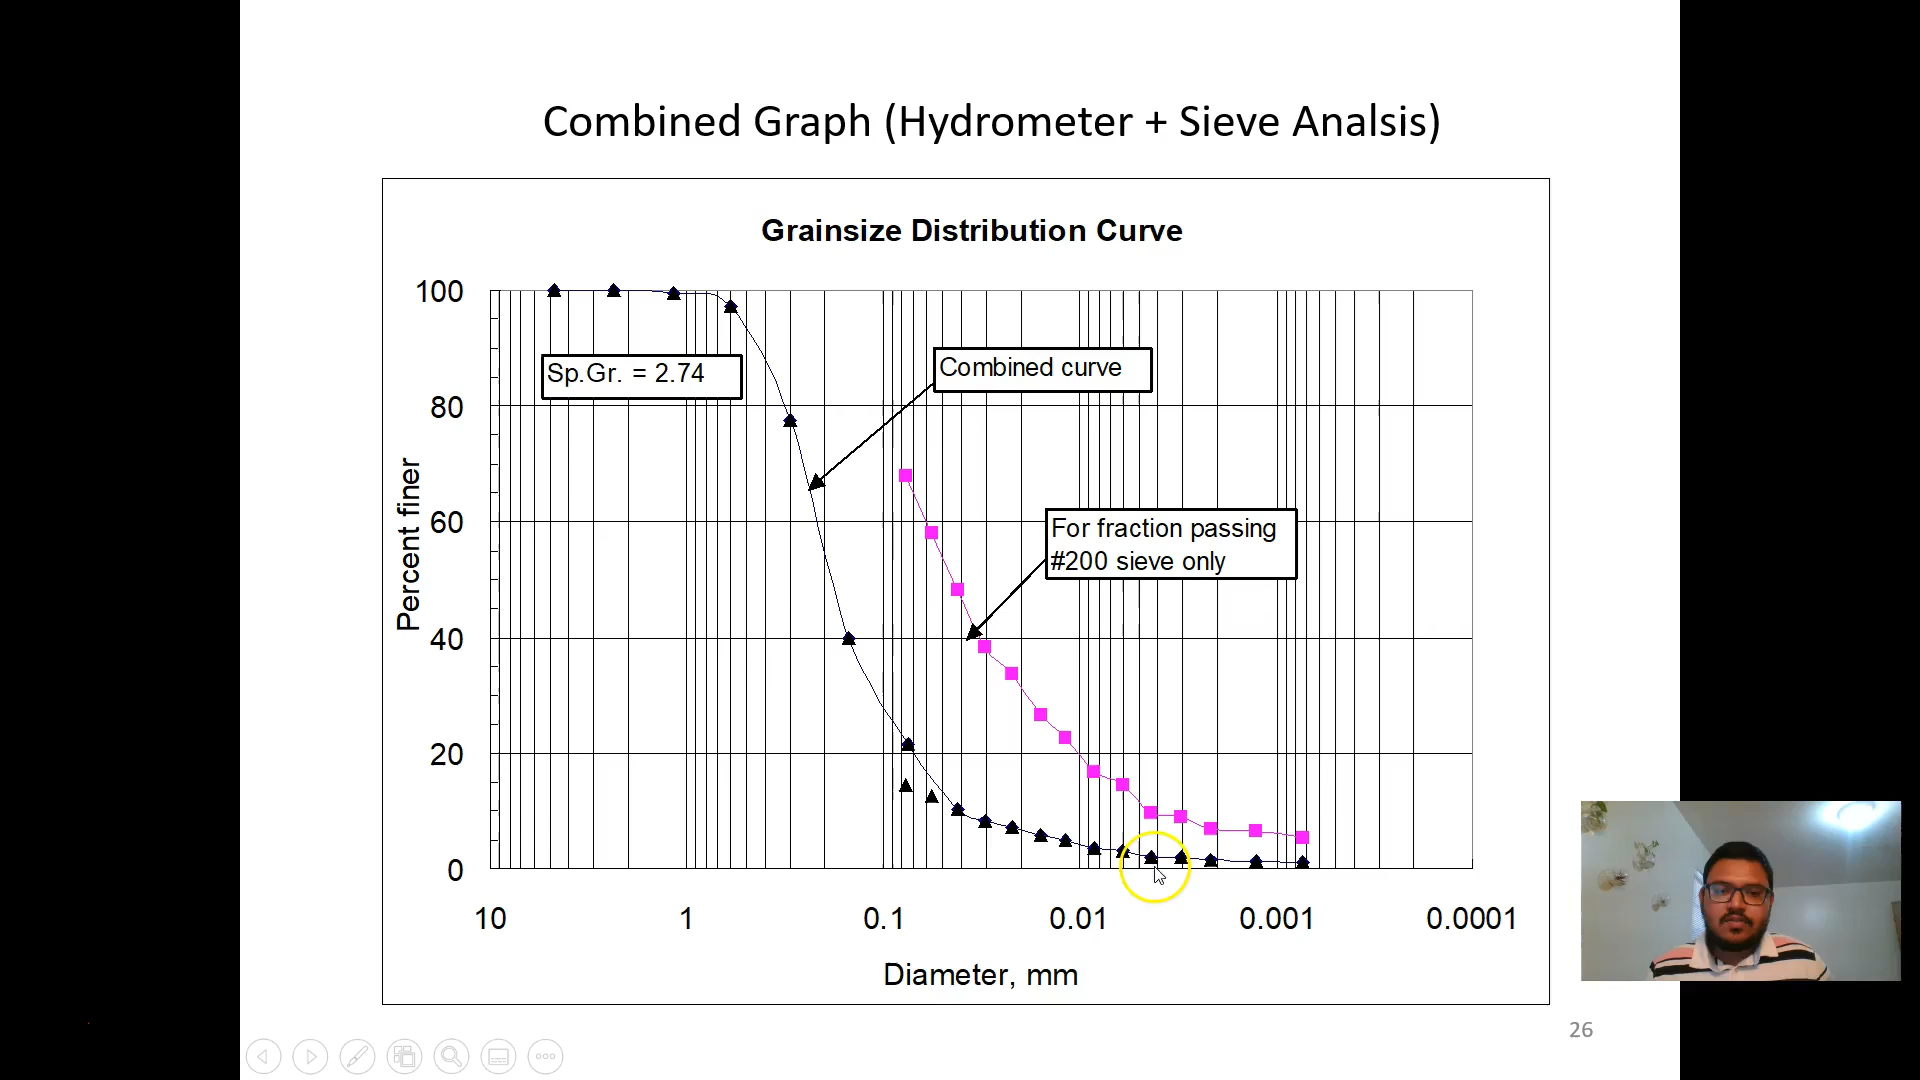 Combined Graph (Hydrometer + Sieve Analsis)
Grainsize Distribution Curve
100
80
60
40
20
0
Percent finer
Sp.Gr. = 2.74
Combined curve
For fraction passing
#200 sieve only
10 1 0.1 0.01 0.001 0.0001
Diameter, mm
26